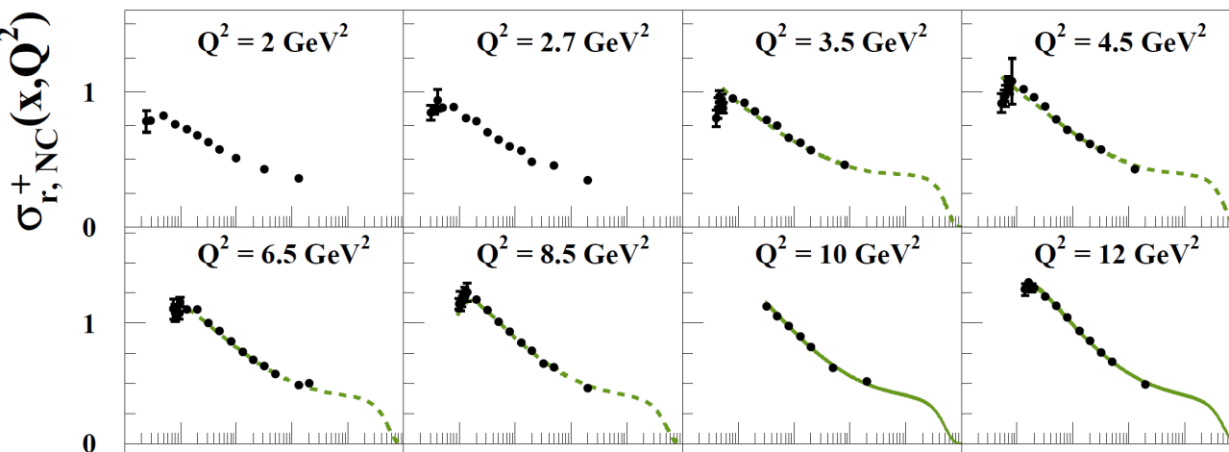 σ⁺r, NC(x,Q²)
Q² = 2 GeV²
Q² = 2.7 GeV²
Q² = 3.5 GeV²
Q² = 4.5 GeV²
1
0
Q² = 6.5 GeV²
Q² = 8.5 GeV²
Q² = 10 GeV²
Q² = 12 GeV²
1
0